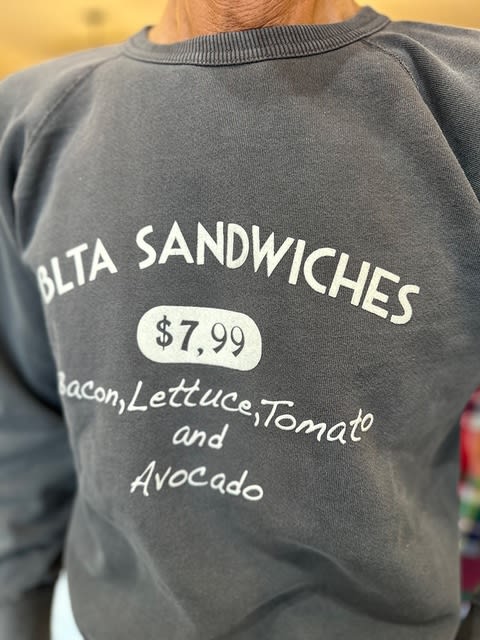 BLTA SANDWICHES
$7,99
Bacon, Lettuce, Tomato
and
Avocado